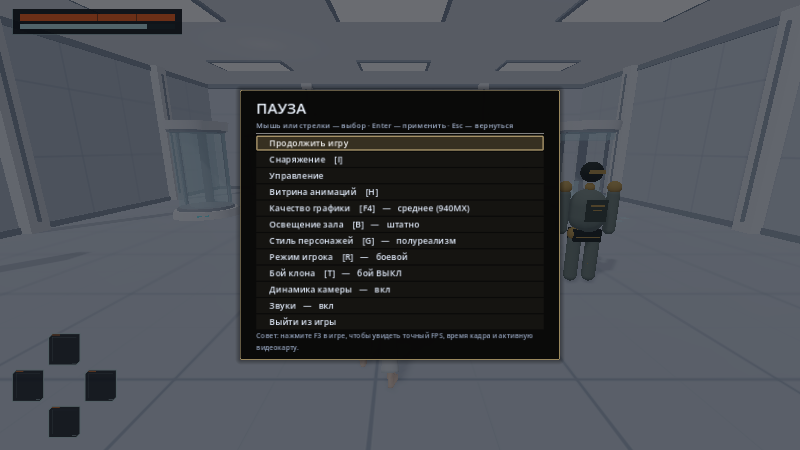 ПАУЗА
Мышь или стрелки — выбор · Enter — применить · Esc — вернуться
Продолжить игру
Снаряжение [I]
Управление
Витрина анимаций [H]
Качество графики [F4] — среднее (940MX)
Освещение зала [B] — штатно
Стиль персонажей [G] — полуреализм
Режим игрока [R] — боевой
Бой клона [T] — бой ВЫКЛ
Динамика камеры — вкл
Звуки — вкл
Выйти из игры
Совет: нажмите F3 в игре, чтобы увидеть точный FPS, время кадра и активную
видеокарту.